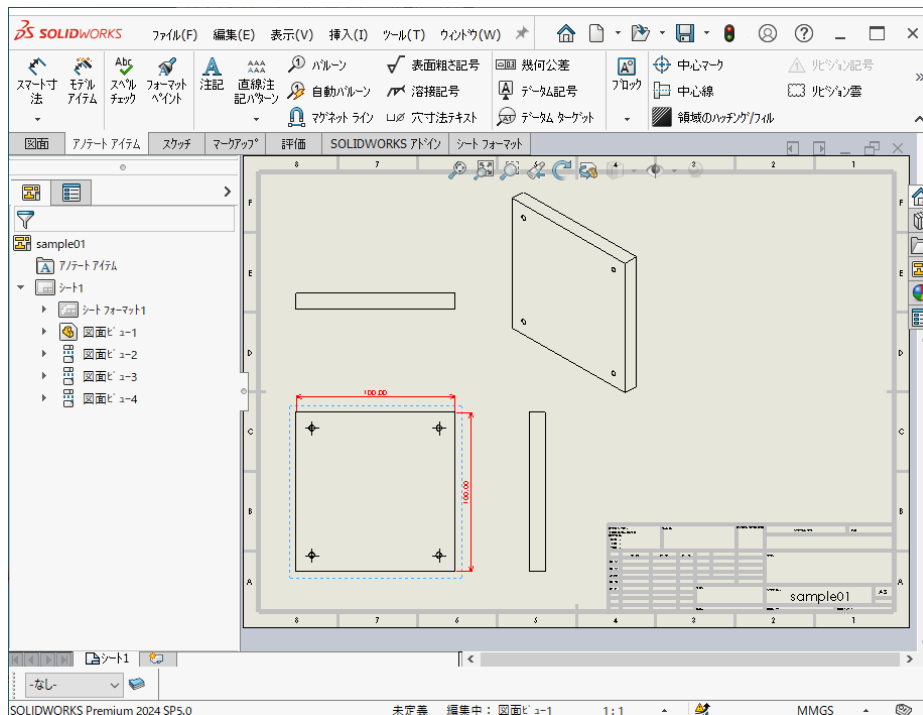 SOLIDWORKS ファイル(F) 編集(E) 表示(V) 挿入(I) ツール(T) ウィンドウ(W)
スマート寸法
モデルアイテム
スペルチェック
フォーマットペイント
注記
直線注記パターン
バルーン
自動バルーン
マグネット ライン
表面粗さ記号
溶接記号
穴寸法テキスト
幾何公差
データム記号
データム ターゲット
ブロック
中心マーク
中心線
領域のハッチング/フィル
リビジョン記号
リビジョン雲
図面 アノテート アイテム スケッチ マークアップ 評価 SOLIDWORKS アドイン シート フォーマット
sample01
アノテート アイテム
シート1
シート フォーマット1
図面ビュー1
図面ビュー2
図面ビュー3
図面ビュー4
8 7 3 2 1
F F
E E
D D
C C
B B
A A
100.00
100.00
sample01
A3
8 7 6 5 4 3 2 1
シート1
-なし-
SOLIDWORKS Premium 2024 SP5.0 未定義 編集中: 図面ビュー1 1:1 MMGS